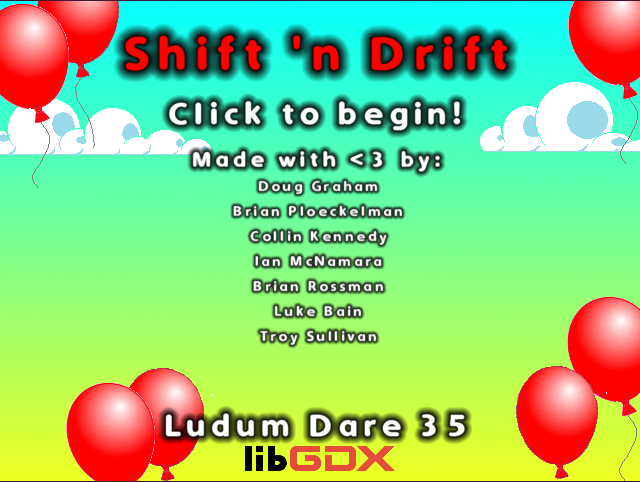 Shift 'n Drift
Click to begin!
Made with <3 by:
Doug Graham
Brian Ploeckelman
Collin Kennedy
Ian McNamara
Brian Rossman
Luke Bain
Troy Sullivan
Ludum Dare 35
libGDX